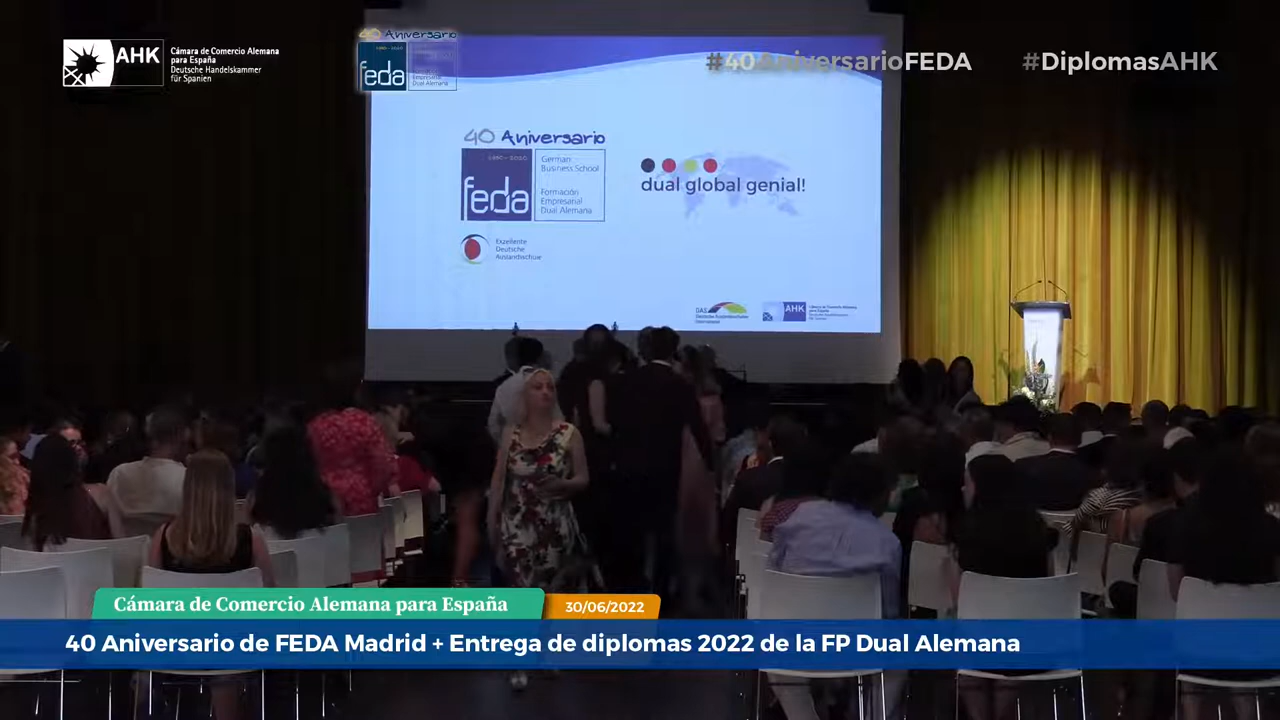 AHK
Cámara de Comercio Alemana
para España
Deutsche Handelskammer
für Spanien
40 Aniversario
feda
#40AniversarioFEDA
#DiplomasAHK
40 Aniversario
feda
German
Business School
Formación
Empresarial
Dual Alemana
dual global genial!
Exzellente
Deutsche
Auslandsschule
DAS
AHK
Cámara de Comercio Alemana para España
30/06/2022
40 Aniversario de FEDA Madrid + Entrega de diplomas 2022 de la FP Dual Alemana